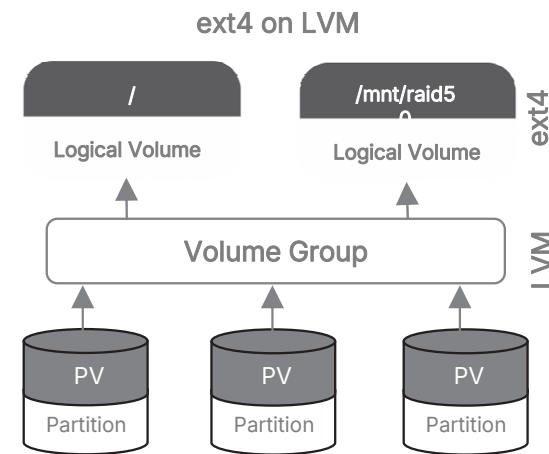 ext4 on LVM
/
/mnt/raid5
0
Logical Volume
Logical Volume
ext4
Volume Group
LVM
PV
PV
PV
Partition
Partition
Partition